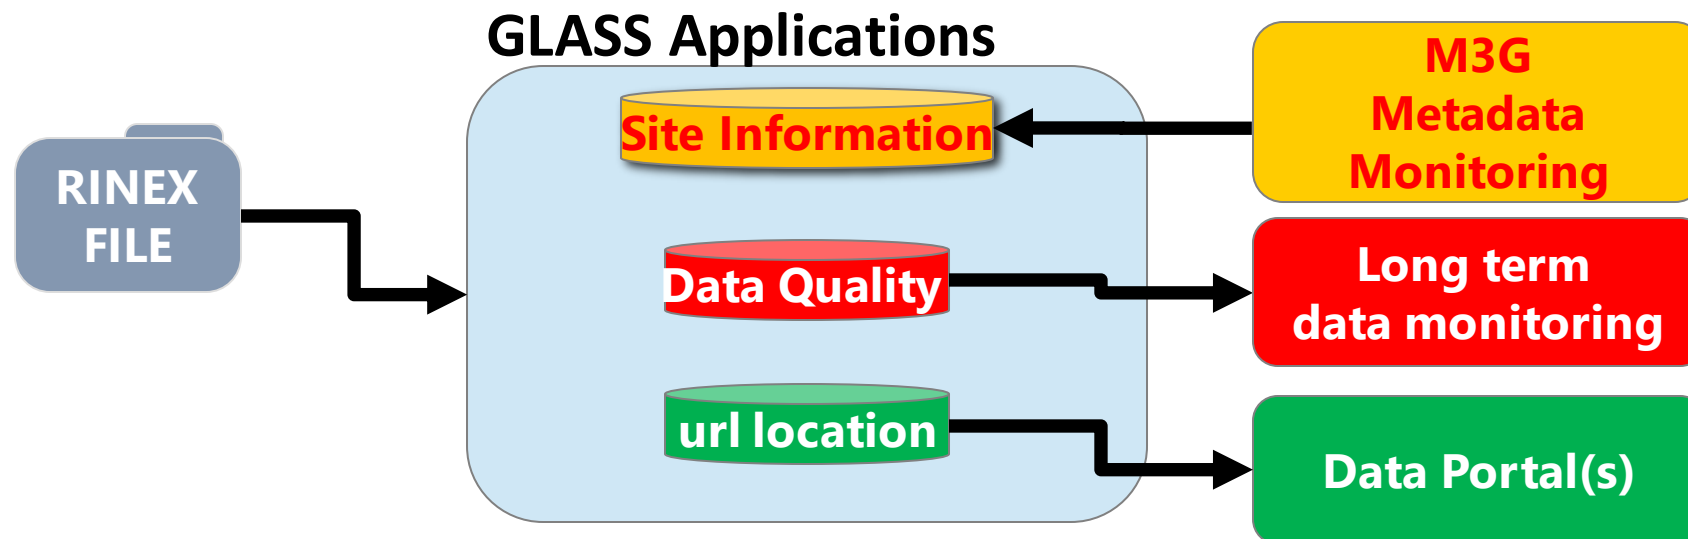 GLASS Applications
RINEX
FILE
Site Information
Data Quality
url location
M3G
Metadata
Monitoring
Long term
data monitoring
Data Portal(s)